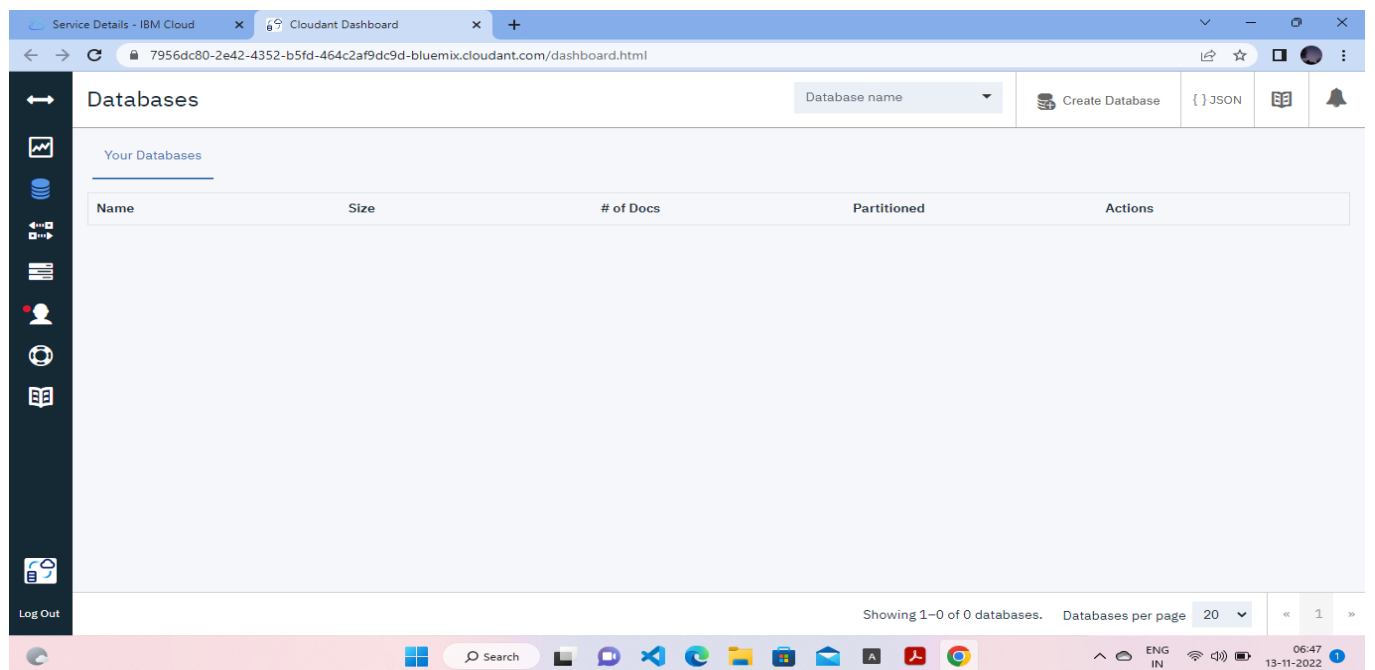 Service Details - IBM Cloud
Cloudant Dashboard
7956dc80-2e42-4352-b5fd-464c2af9dc9d-bluemix.cloudant.com/dashboard.html
Databases
Database name
Create Database
{ } JSON
Your Databases
Name Size # of Docs Partitioned Actions
Log Out
Showing 1–0 of 0 databases. Databases per page 20 « 1 »
Search
A
ENG
IN
06:47
13-11-2022
1